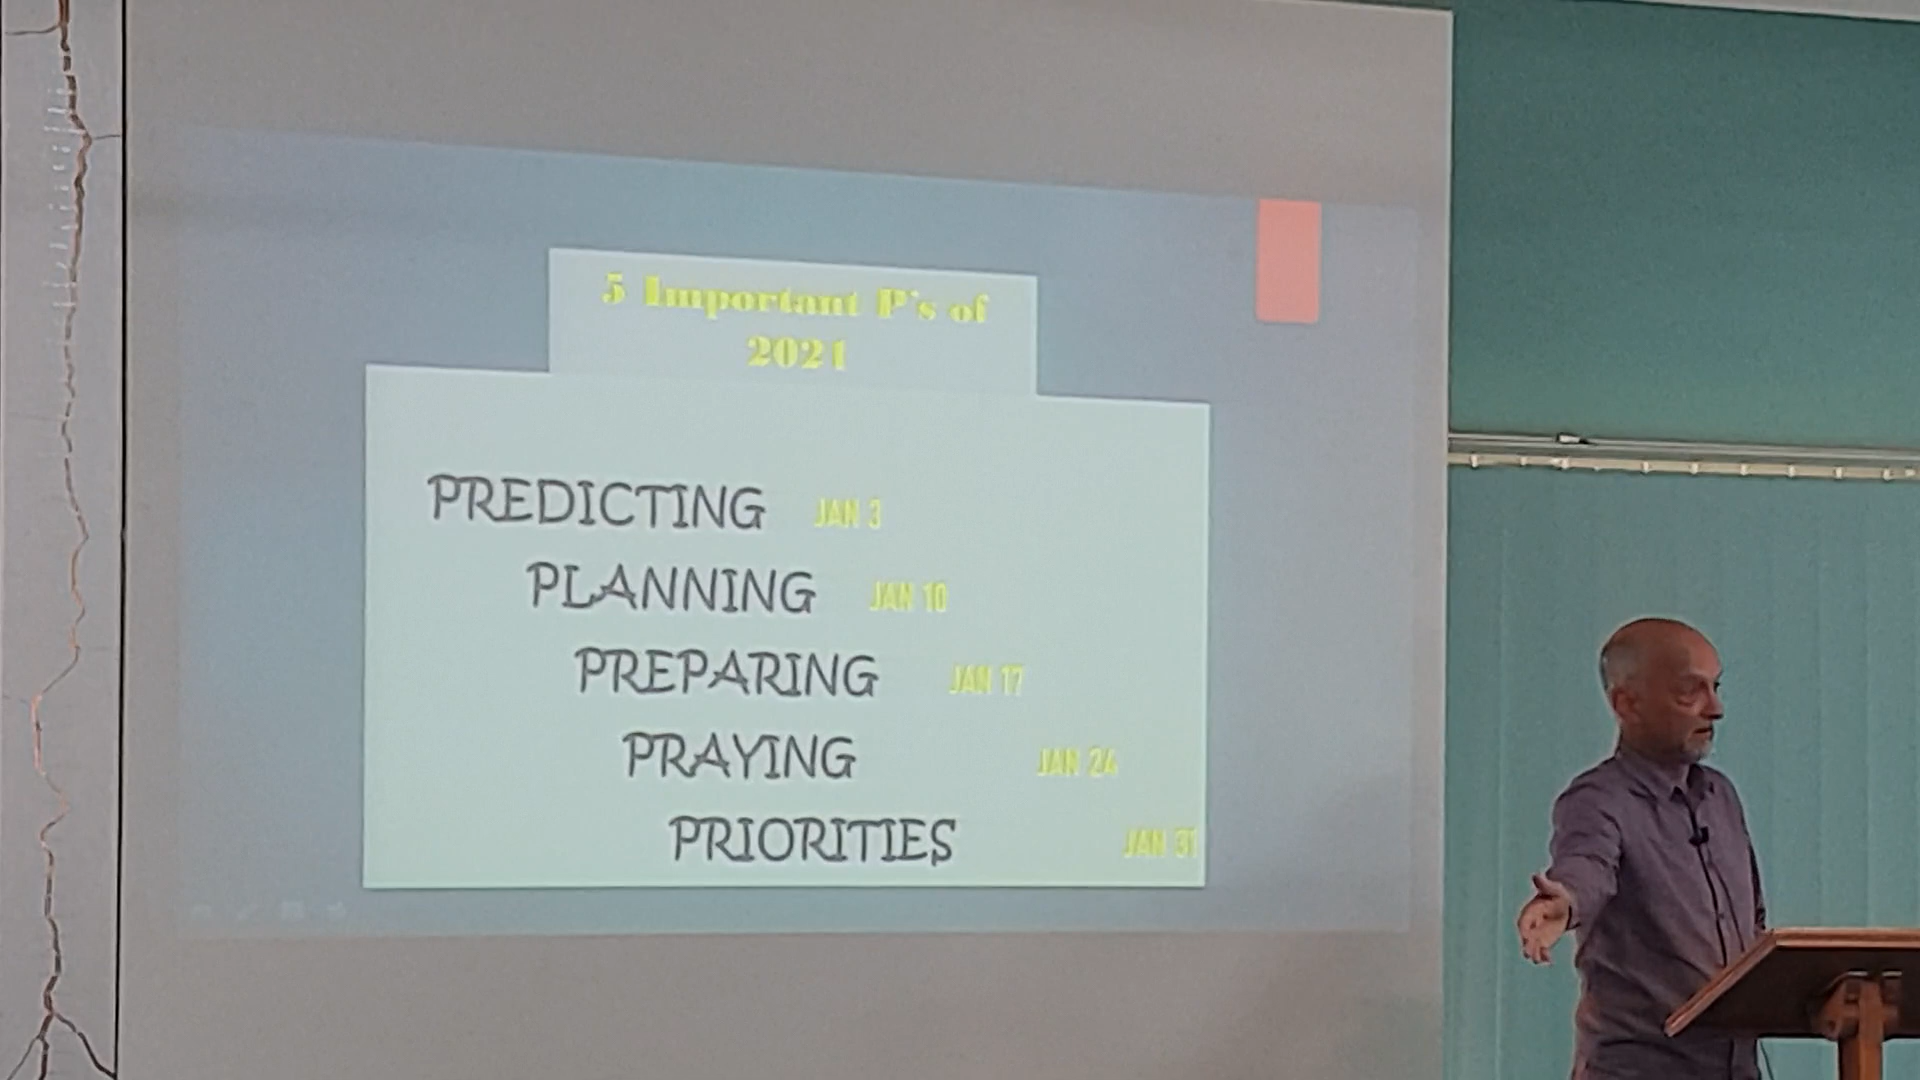 5 Important P's of
2021
PREDICTING JAN 3
PLANNING JAN 10
PREPARING JAN 17
PRAYING JAN 24
PRIORITIES JAN 31